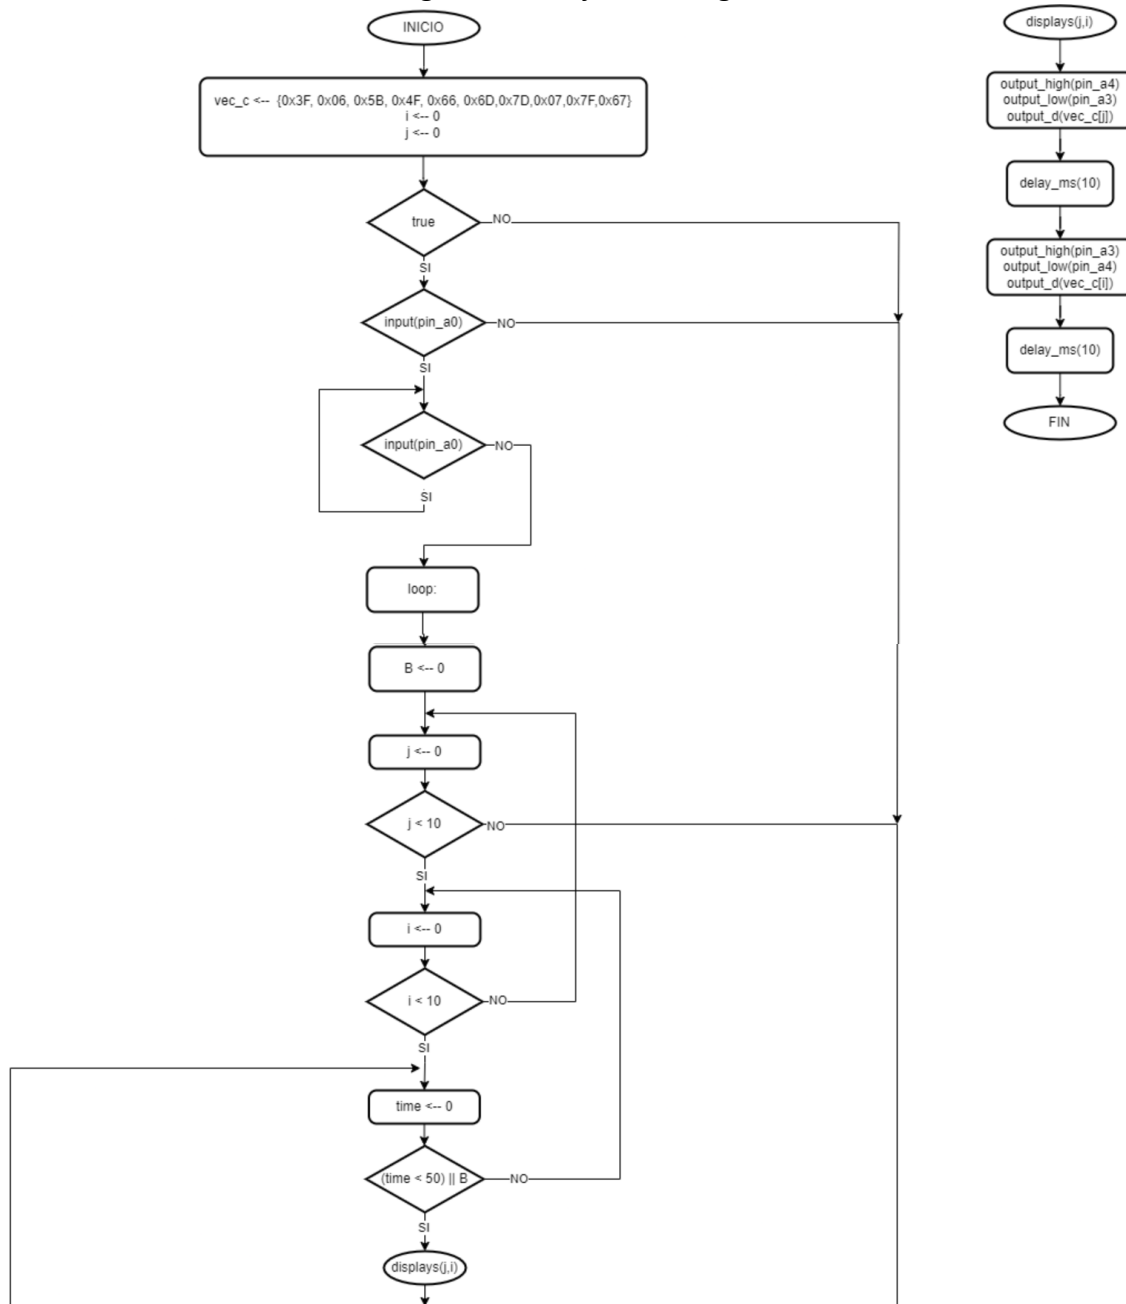 INICIO
vec_c <-- {0x3F, 0x06, 0x5B, 0x4F, 0x66, 0x6D,0x7D,0x07,0x7F,0x67}
i <-- 0
j <-- 0
true
NO
SI
input(pin_a0)
NO
SI
input(pin_a0)
NO
SI
loop:
B <-- 0
j <-- 0
j < 10
NO
SI
i <-- 0
i < 10
NO
SI
time <-- 0
(time < 50) || B
NO
SI
displays(j,i)
displays(j,i)
output_high(pin_a4)
output_low(pin_a3)
output_d(vec_c[j])
delay_ms(10)
output_high(pin_a3)
output_low(pin_a4)
output_d(vec_c[i])
delay_ms(10)
FIN